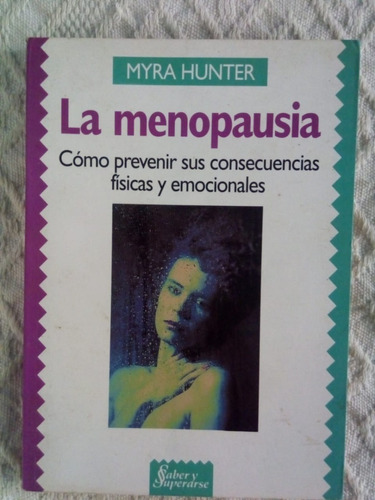 MYRA HUNTER
La menopausia
Cómo prevenir sus consecuencias
físicas y emocionales
Saber y
Superarse